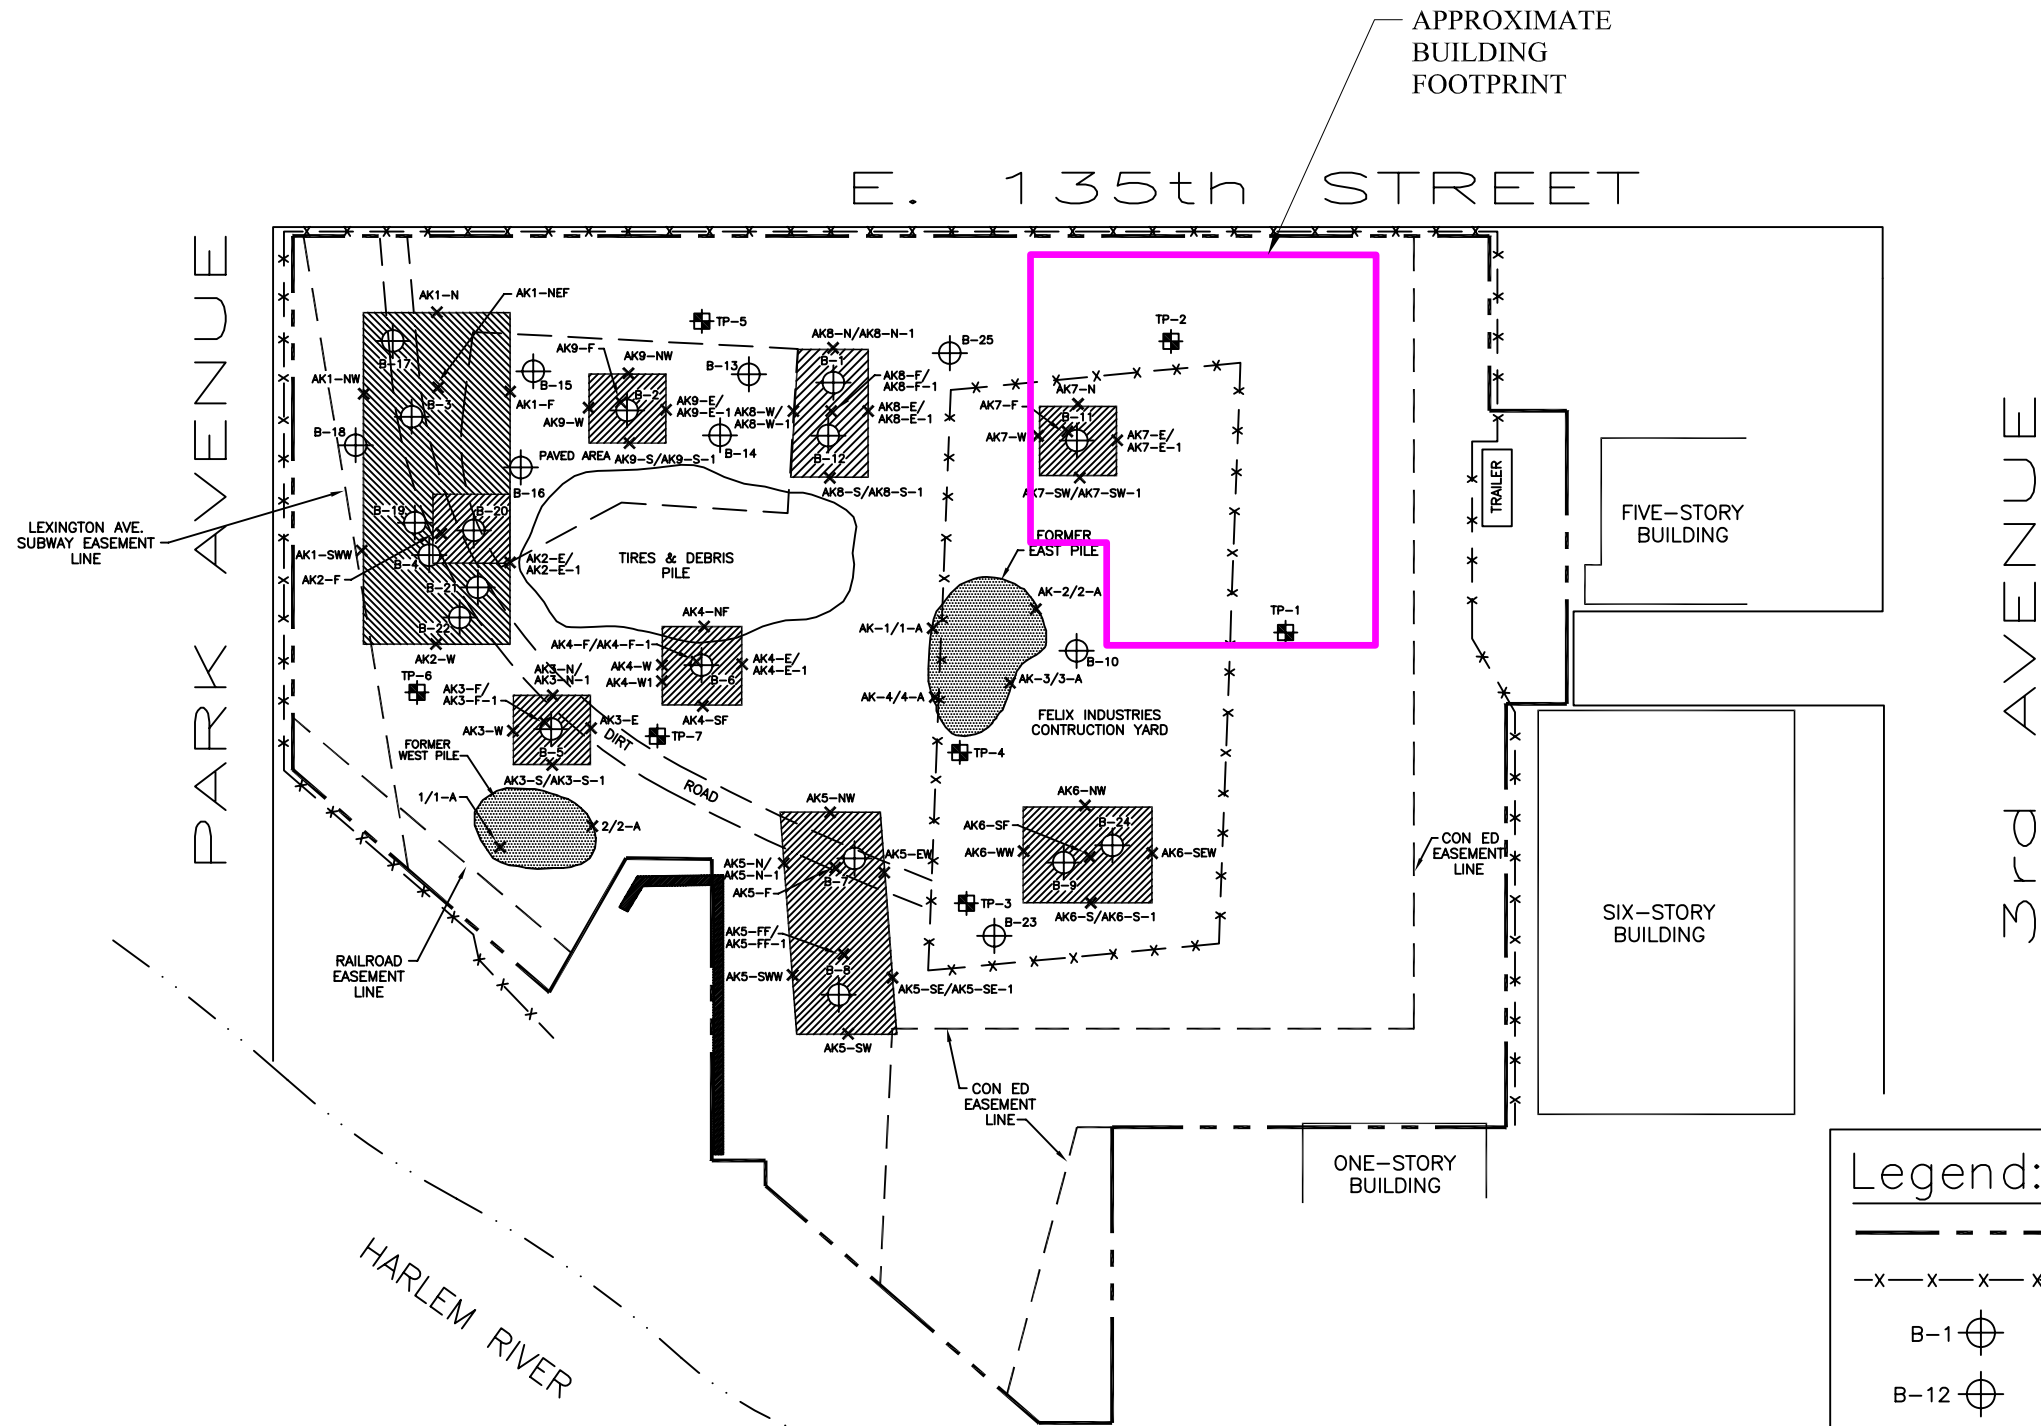 APPROXIMATE
BUILDING
FOOTPRINT
E. 135th STREET
PARK AVENUE
3rd AVENUE
AK1-N
AK1-NEF
TP-5
AK8-N/AK8-N-1
B-25
TP-2
B-17
AK9-F
AK9-NW
B-13
B-1
AK1-NW
B-15
B-2
AK8-F/
AK8-F-1
AK7-N
B-3
AK1-F
AK9-W
AK9-E/
AK9-E-1
AK8-W/
AK8-W-1
AK8-E/
AK8-E-1
AK7-F
B-11
B-18
AK7-W
AK7-E/
AK7-E-1
B-14
B-12
PAVED AREA
AK9-S/AK9-S-1
B-16
AK8-S/AK8-S-1
AK7-SW/AK7-SW-1
TRAILER
FIVE-STORY
BUILDING
LEXINGTON AVE.
SUBWAY EASEMENT
LINE
B-19
B-20
AK1-SWW
B-4
AK2-F
AK2-E/
AK2-E-1
TIRES & DEBRIS
PILE
FORMER
EAST PILE
B-21
B-22
AK4-NF
AK-2/2-A
TP-1
AK-1/1-A
AK2-W
AK4-F/AK4-F-1
AK4-W
AK4-W1
B-6
AK4-E/
AK4-E-1
B-10
TP-6
AK3-N/
AK3-N-1
AK3-F/
AK3-F-1
AK-3/3-A
AK-4/4-A
AK4-SF
AK3-W
AK3-E
B-5
DIRT
TP-7
FELIX INDUSTRIES
CONTRUCTION YARD
TP-4
FORMER
WEST PILE
AK3-S/AK3-S-1
ROAD
1/1-A
2/2-A
AK5-NW
AK6-NW
AK6-SF
B-24
AK6-WW
AK6-SEW
B-9
CON ED
EASEMENT
LINE
AK5-N/
AK5-N-1
AK5-EW
AK5-F
B-7
TP-3
AK6-S/AK6-S-1
B-23
SIX-STORY
BUILDING
AK5-FF/
AK5-FF-1
B-8
AK5-SWW
AK5-SE/AK5-SE-1
RAILROAD
EASEMENT
LINE
AK5-SW
CON ED
EASEMENT
LINE
ONE-STORY
BUILDING
HARLEM RIVER
Legend:
B-1
B-12